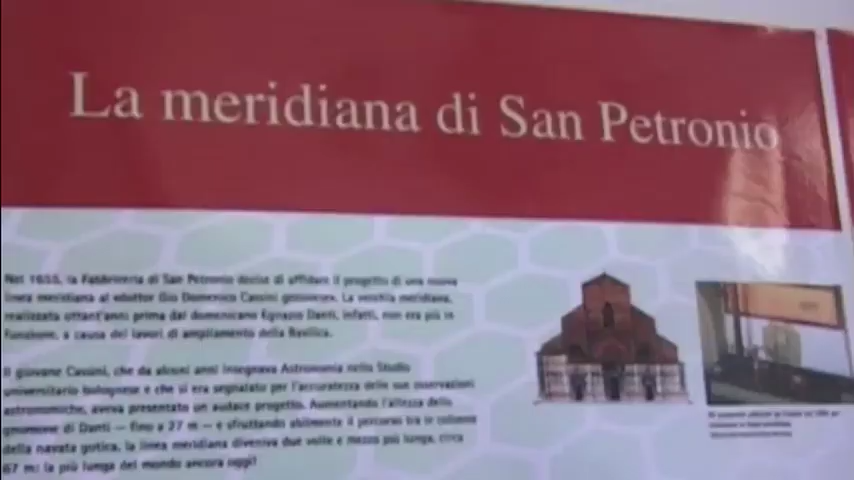 La meridiana di San Petronio
Nel 1655, la Fabbriceria di San Petronio decise di affidare il progetto di una nuova
linea meridiana al «dottor Gio Domenico Cassini genovese». La vecchia meridiana,
realizzata ottant'anni prima dal domenicano Egnazio Danti, infatti, non era più in
funzione, a causa dei lavori di ampliamento della Basilica.
Il giovane Cassini, che da alcuni anni insegnava Astronomia nello Studio
universitario bolognese e che si era segnalato per l'accuratezza delle sue osservazioni
astronomiche, aveva presentato un audace progetto. Aumentando l'altezza dello
gnomone di Danti — fino a 27 m — e sfruttando abilmente il percorso tra le colonne
della navata gotica, la linea meridiana diveniva due volte e mezzo più lunga, circa
67 m: la più lunga del mondo ancora oggi!